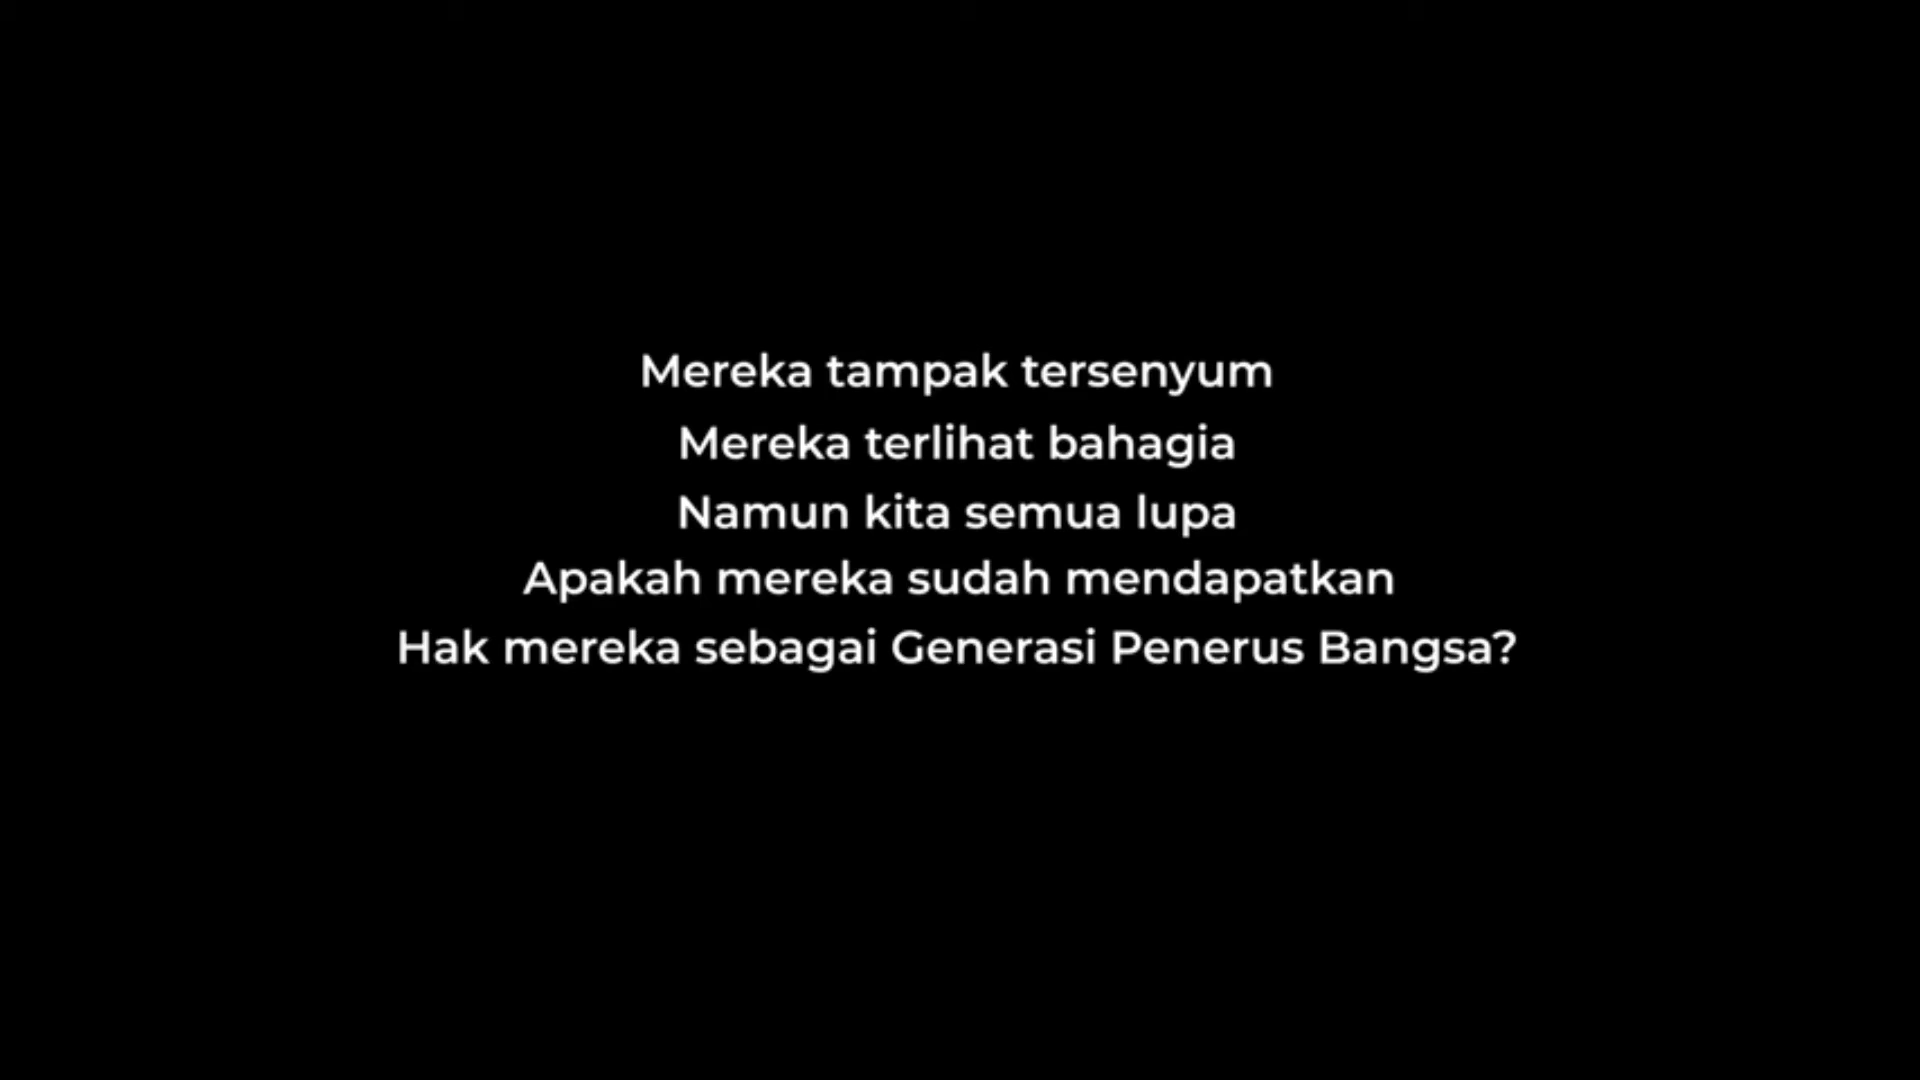 Mereka tampak tersenyum
Mereka terlihat bahagia
Namun kita semua lupa
Apakah mereka sudah mendapatkan
Hak mereka sebagai Generasi Penerus Bangsa?